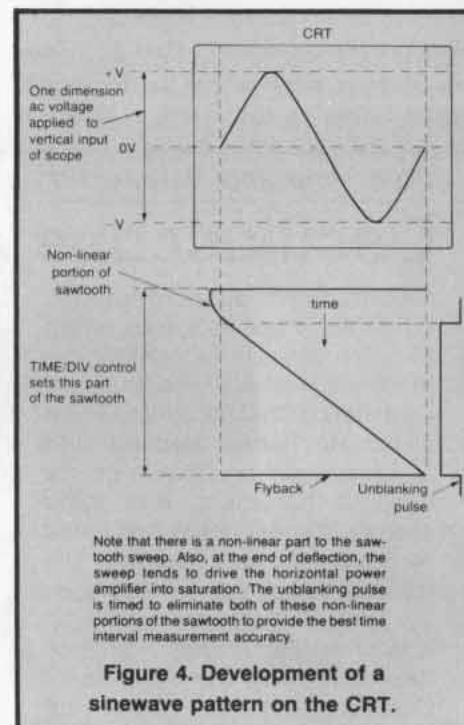 CRT
+V
One dimension
ac voltage
applied to
vertical input
of scope
0V
V
Non-linear
portion of
sawtooth
time
TIME/DIV control
sets this part
of the sawtooth
Flyback
Unblanking
pulse
Note that there is a non-linear part to the saw-
tooth sweep. Also, at the end of deflection, the
sweep tends to drive the horizontal power
amplifier into saturation. The unblanking pulse
is timed to eliminate both of these non-linear
portions of the sawtooth to provide the best time
interval measurement accuracy.
Figure 4. Development of a
sinewave pattern on the CRT.